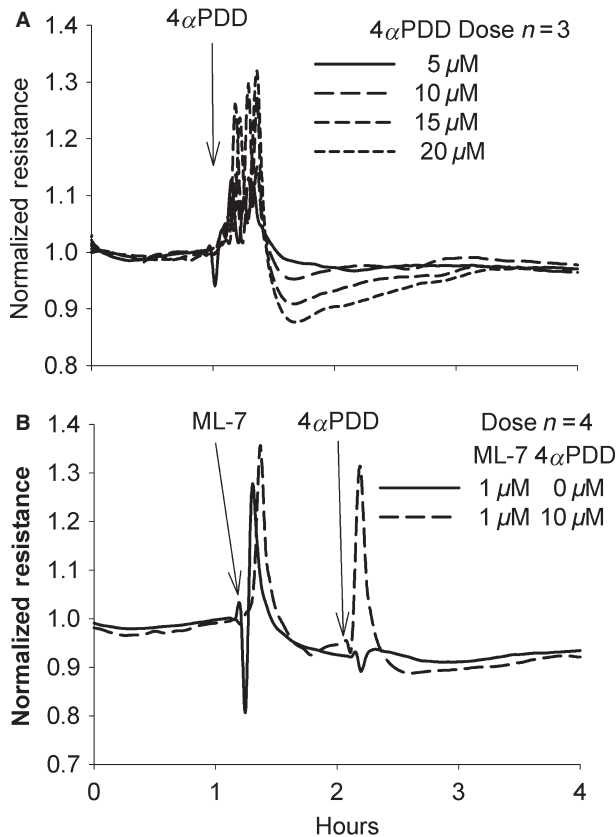 A
4αPDD
4αPDD Dose n = 3
5 µM
10 µM
15 µM
20 µM
Normalized resistance
1.4
1.3
1.2
1.1
1.0
0.9
0.8
B
ML-7
4αPDD
Dose n = 4
ML-7 4αPDD
1 µM 0 µM
1 µM 10 µM
Normalized resistance
1.4
1.3
1.2
1.1
1.0
0.9
0.8
0.7
0 1 2 3 4
Hours